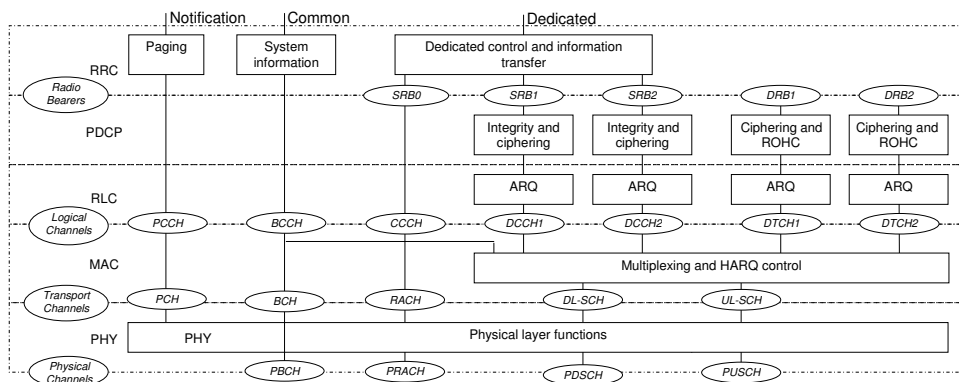 Notification
Common
Dedicated
Paging
System
information
Dedicated control and information
transfer
RRC
Radio
Bearers
SRB0
SRB1
SRB2
DRB1
DRB2
PDCP
Integrity and
ciphering
Integrity and
ciphering
Ciphering and
ROHC
Ciphering and
ROHC
RLC
ARQ
ARQ
ARQ
ARQ
Logical
Channels
PCCH
BCCH
CCCH
DCCH1
DCCH2
DTCH1
DTCH2
MAC
Multiplexing and HARQ control
Transport
Channels
PCH
BCH
RACH
DL-SCH
UL-SCH
PHY
PHY
Physical layer functions
Physical
Channels
PBCH
PRACH
PDSCH
PUSCH